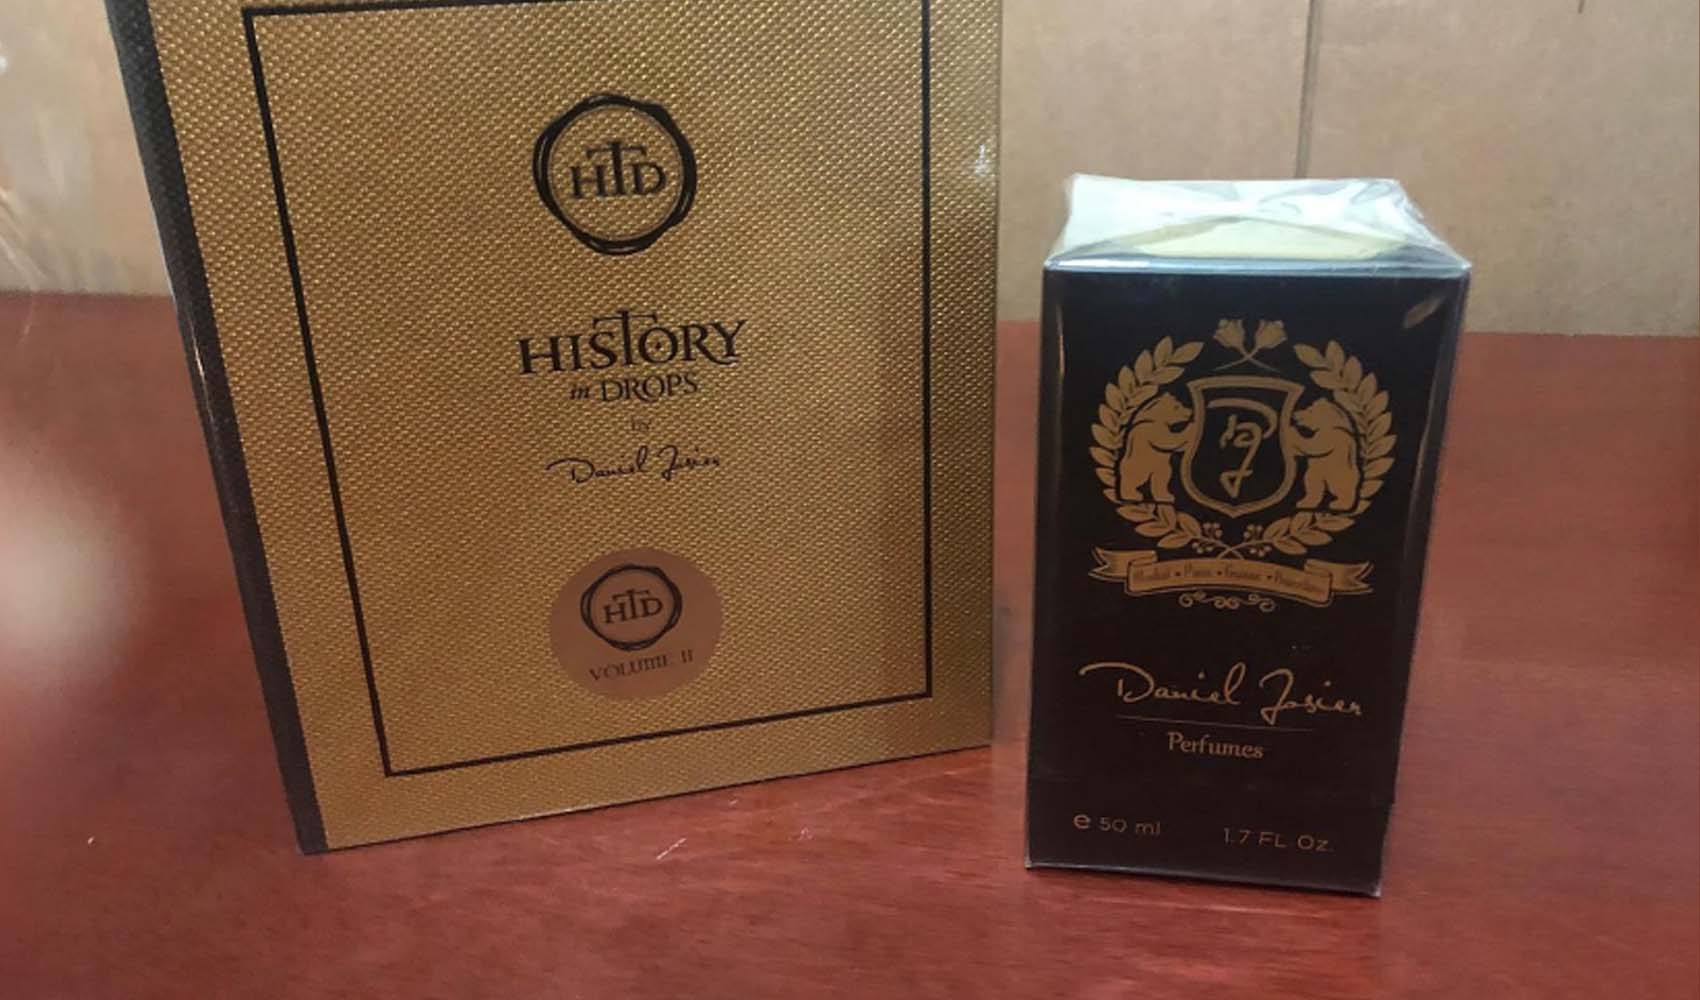 HTD
HISTORY
in DROPS
by
Daniel Josier
HTD
VOLUME II
DJ
Daniel Josier
Perfumes
e 50 ml 1.7 FL Oz.